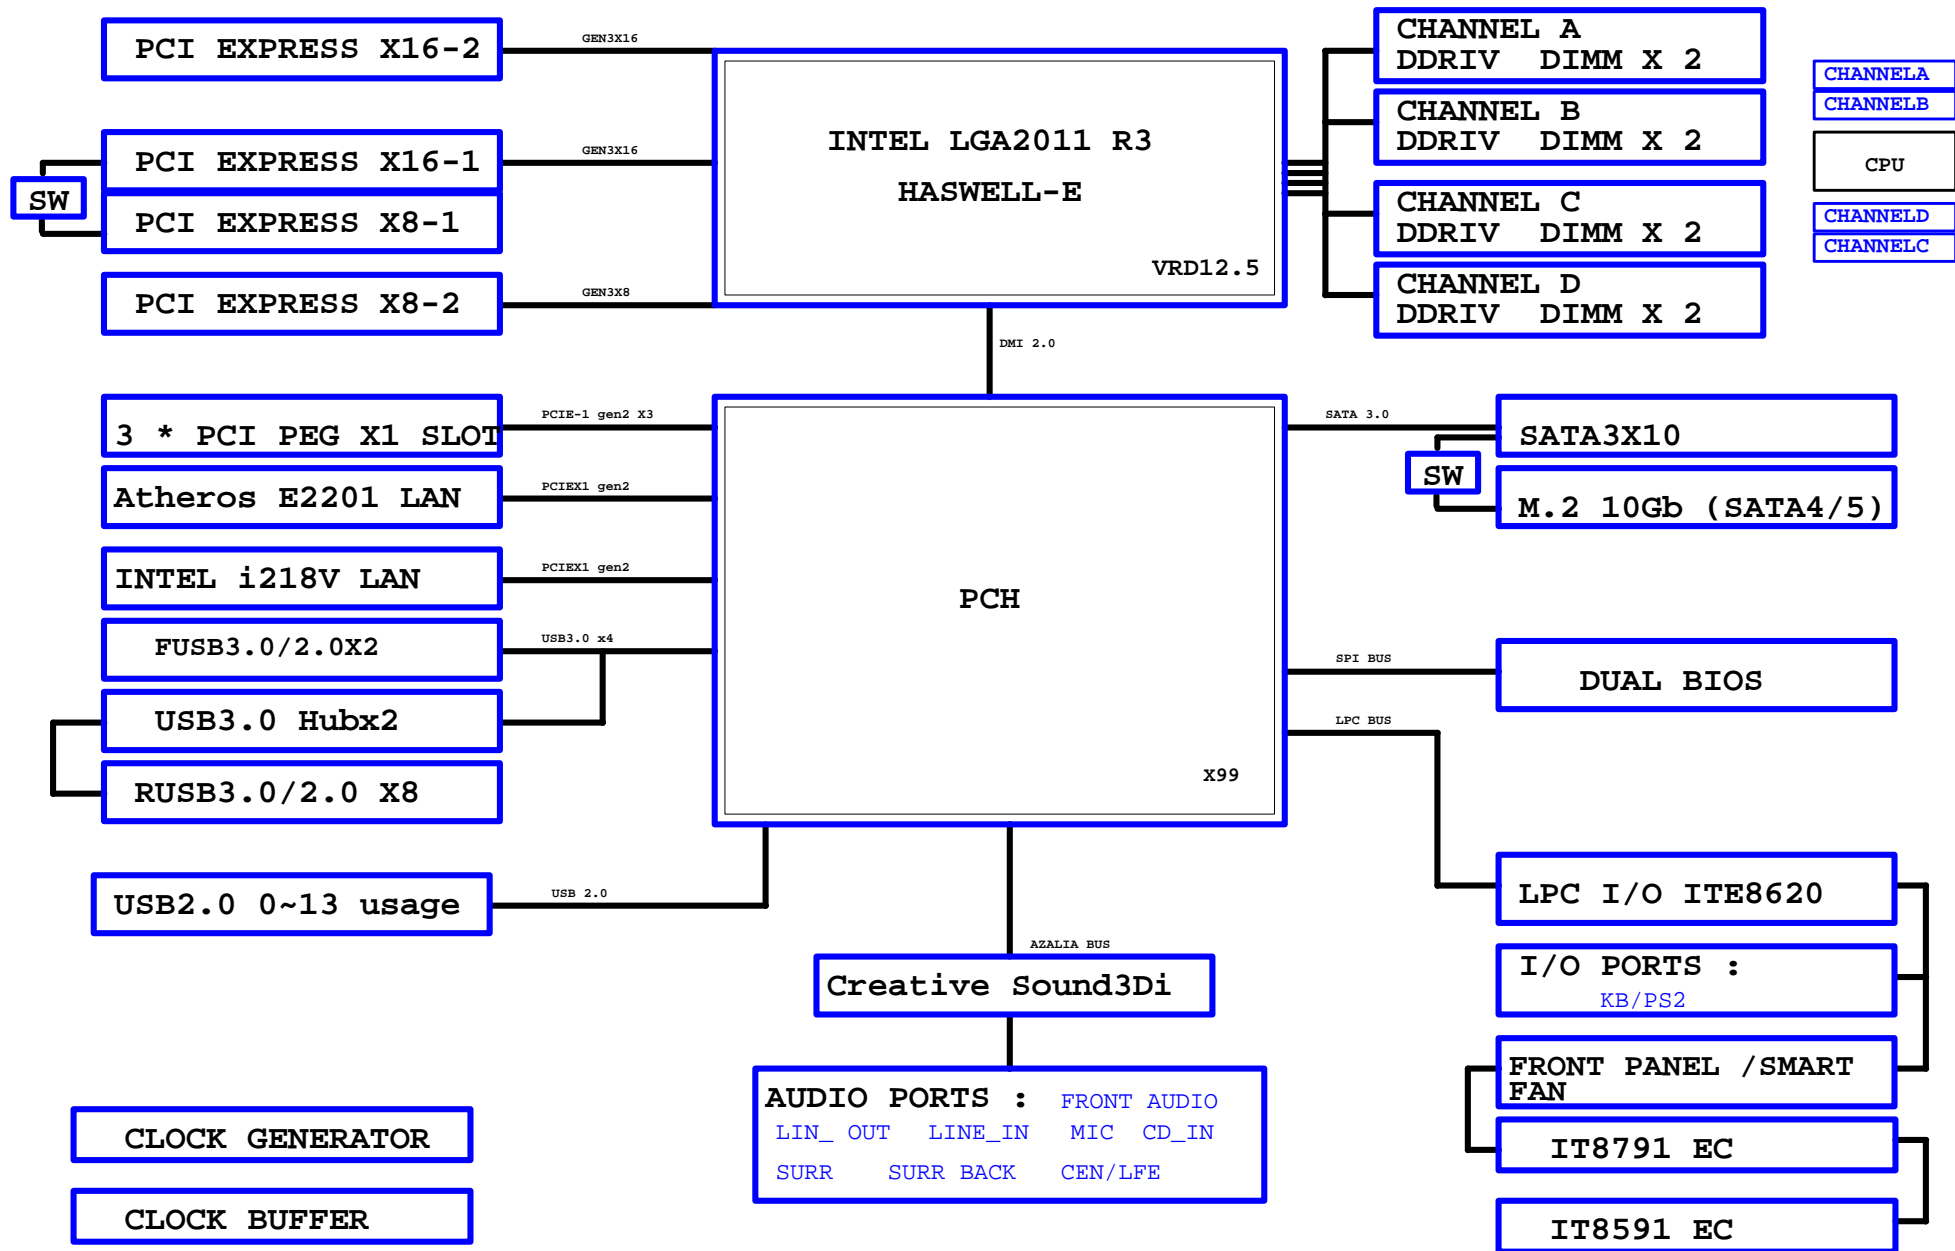 PCI EXPRESS X16-2
GEN3X16
PCI EXPRESS X16-1
GEN3X16
SW
PCI EXPRESS X8-1
PCI EXPRESS X8-2
GEN3X8
INTEL LGA2011 R3
HASWELL-E
VRD12.5
CHANNEL A
DDRIV DIMM X 2
CHANNEL B
DDRIV DIMM X 2
CHANNEL C
DDRIV DIMM X 2
CHANNEL D
DDRIV DIMM X 2
CHANNELA
CHANNELB
CPU
CHANNELD
CHANNELC
DMI 2.0
3 * PCI PEG X1 SLOT
PCIE-1 gen2 X3
Atheros E2201 LAN
PCIEX1 gen2
INTEL i218V LAN
PCIEX1 gen2
FUSB3.0/2.0X2
USB3.0 x4
USB3.0 Hubx2
RUSB3.0/2.0 X8
USB2.0 0~13 usage
USB 2.0
PCH
X99
SATA 3.0
SATA3X10
SW
M.2 10Gb (SATA4/5)
SPI BUS
DUAL BIOS
LPC BUS
LPC I/O ITE8620
I/O PORTS :
KB/PS2
FRONT PANEL /SMART
FAN
IT8791 EC
IT8591 EC
AZALIA BUS
Creative Sound3Di
AUDIO PORTS : FRONT AUDIO
LIN_ OUT LINE_IN MIC CD_IN
SURR SURR BACK CEN/LFE
CLOCK GENERATOR
CLOCK BUFFER